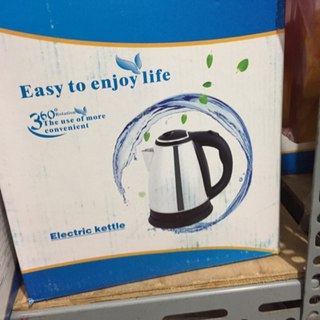 Easy to enjoy life
360° Rotation
The use of more
convenient
Electric kettle